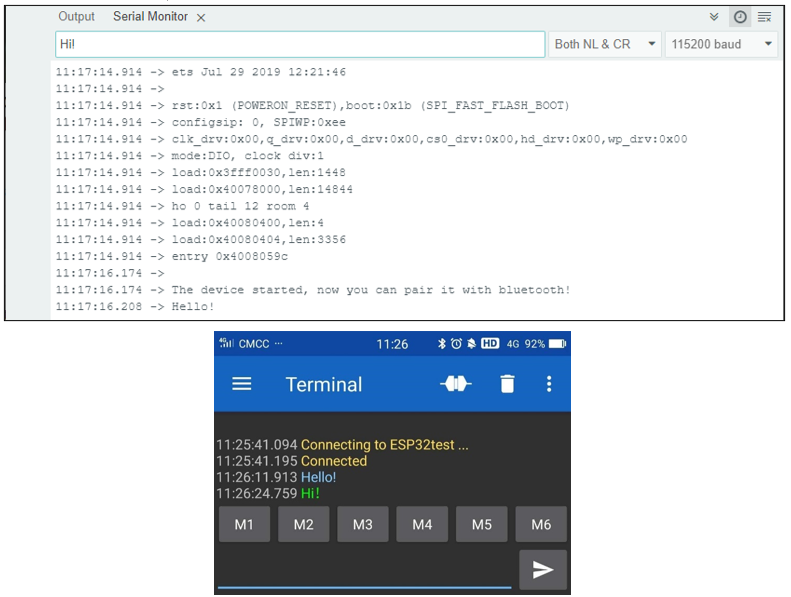 Output Serial Monitor
Hi! Both NL & CR 115200 baud
11:17:14.914 -> ets Jul 29 2019 12:21:46
11:17:14.914 ->
11:17:14.914 -> rst:0x1 (POWERON_RESET),boot:0x1b (SPI_FAST_FLASH_BOOT)
11:17:14.914 -> configsip: 0, SPIWP:0xee
11:17:14.914 -> clk_drv:0x00,q_drv:0x00,d_drv:0x00,cs0_drv:0x00,hd_drv:0x00,wp_drv:0x00
11:17:14.914 -> mode:DIO, clock div:1
11:17:14.914 -> load:0x3fff0030,len:1448
11:17:14.914 -> load:0x40078000,len:14844
11:17:14.914 -> ho 0 tail 12 room 4
11:17:14.914 -> load:0x40080400,len:4
11:17:14.914 -> load:0x40080404,len:3356
11:17:14.914 -> entry 0x4008059c
11:17:16.174 ->
11:17:16.174 -> The device started, now you can pair it with bluetooth!
11:17:16.208 -> Hello!
4G CMCC ··· 11:26 HD 4G 92%
Terminal
11:25:41.094 Connecting to ESP32test ...
11:25:41.195 Connected
11:26:11.913 Hello!
11:26:24.759 Hi!
M1 M2 M3 M4 M5 M6